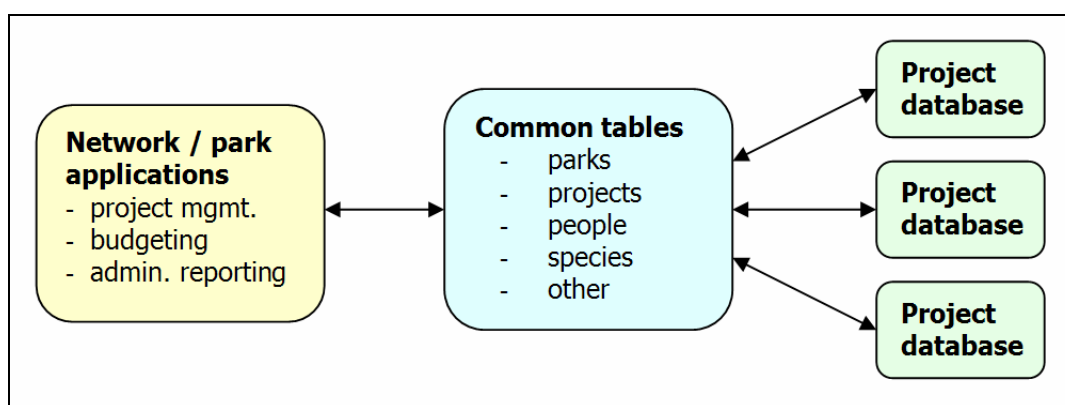 Network / park
applications
- project mgmt.
- budgeting
- admin. reporting
Common tables
- parks
- projects
- people
- species
- other
Project
database
Project
database
Project
database